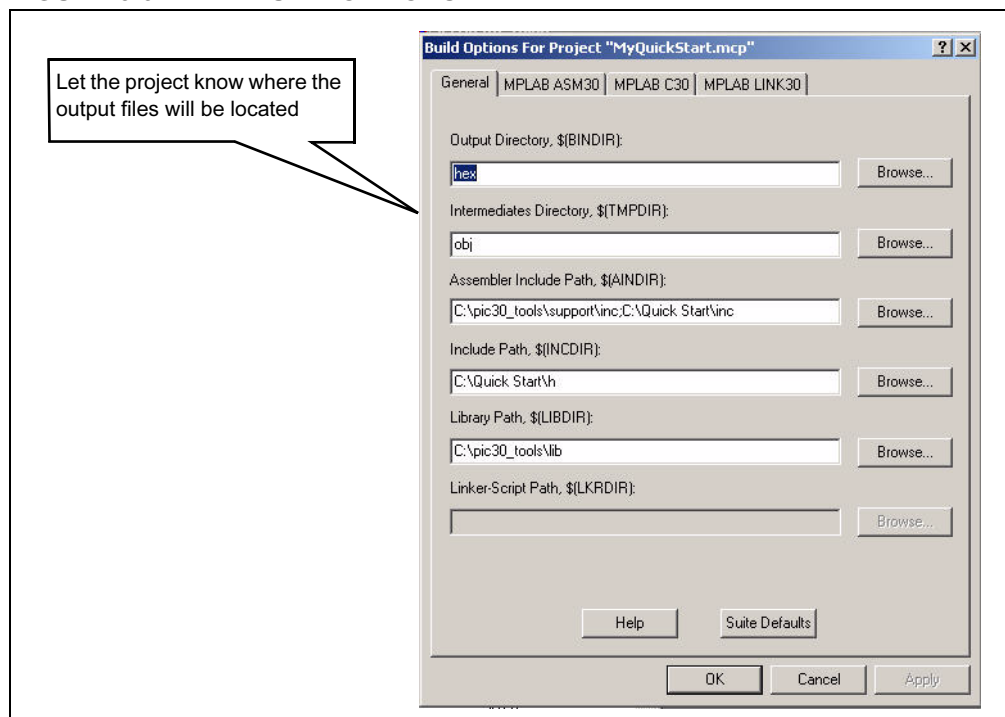 Let the project know where the
output files will be located
Build Options For Project "MyQuickStart.mcp"
General
MPLAB ASM30
MPLAB C30
MPLAB LINK30
Output Directory, $(BINDIR):
hex
Browse...
Intermediates Directory, $(TMPDIR):
obj
Browse...
Assembler Include Path, $(AINDIR):
C:\pic30_tools\support\inc;C:\Quick Start\inc
Browse...
Include Path, $(INCDIR):
C:\Quick Start\h
Browse...
Library Path, $(LIBDIR):
C:\pic30_tools\lib
Browse...
Linker-Script Path, $(LKRDIR):
Browse...
Help
Suite Defaults
OK
Cancel
Apply